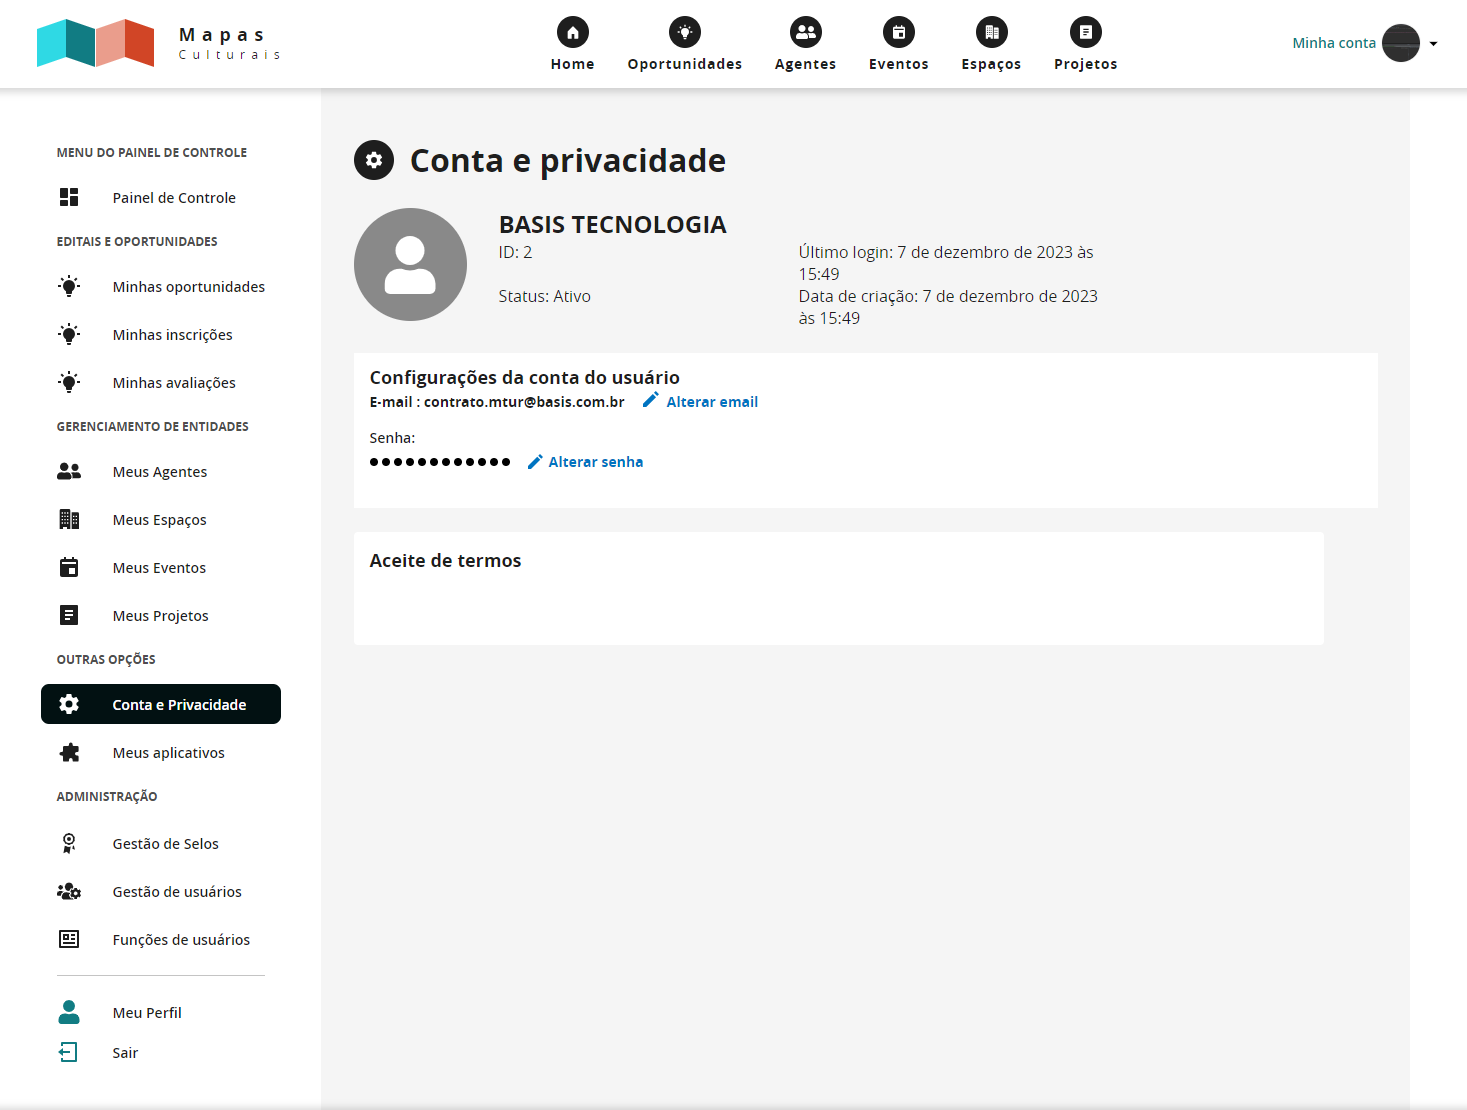 Mapas
Culturais
Home
Oportunidades
Agentes
Eventos
Espaços
Projetos
Minha conta
MENU DO PAINEL DE CONTROLE
Painel de Controle
EDITAIS E OPORTUNIDADES
Minhas oportunidades
Minhas inscrições
Minhas avaliações
GERENCIAMENTO DE ENTIDADES
Meus Agentes
Meus Espaços
Meus Eventos
Meus Projetos
OUTRAS OPÇÕES
Conta e Privacidade
Meus aplicativos
ADMINISTRAÇÃO
Gestão de Selos
Gestão de usuários
Funções de usuários
Meu Perfil
Sair
Conta e privacidade
BASIS TECNOLOGIA
ID: 2
Último login: 7 de dezembro de 2023 às
15:49
Status: Ativo
Data de criação: 7 de dezembro de 2023
às 15:49
Configurações da conta do usuário
E-mail : contrato.mtur@basis.com.br Alterar email
Senha:
●●●●●●●●●●●● Alterar senha
Aceite de termos